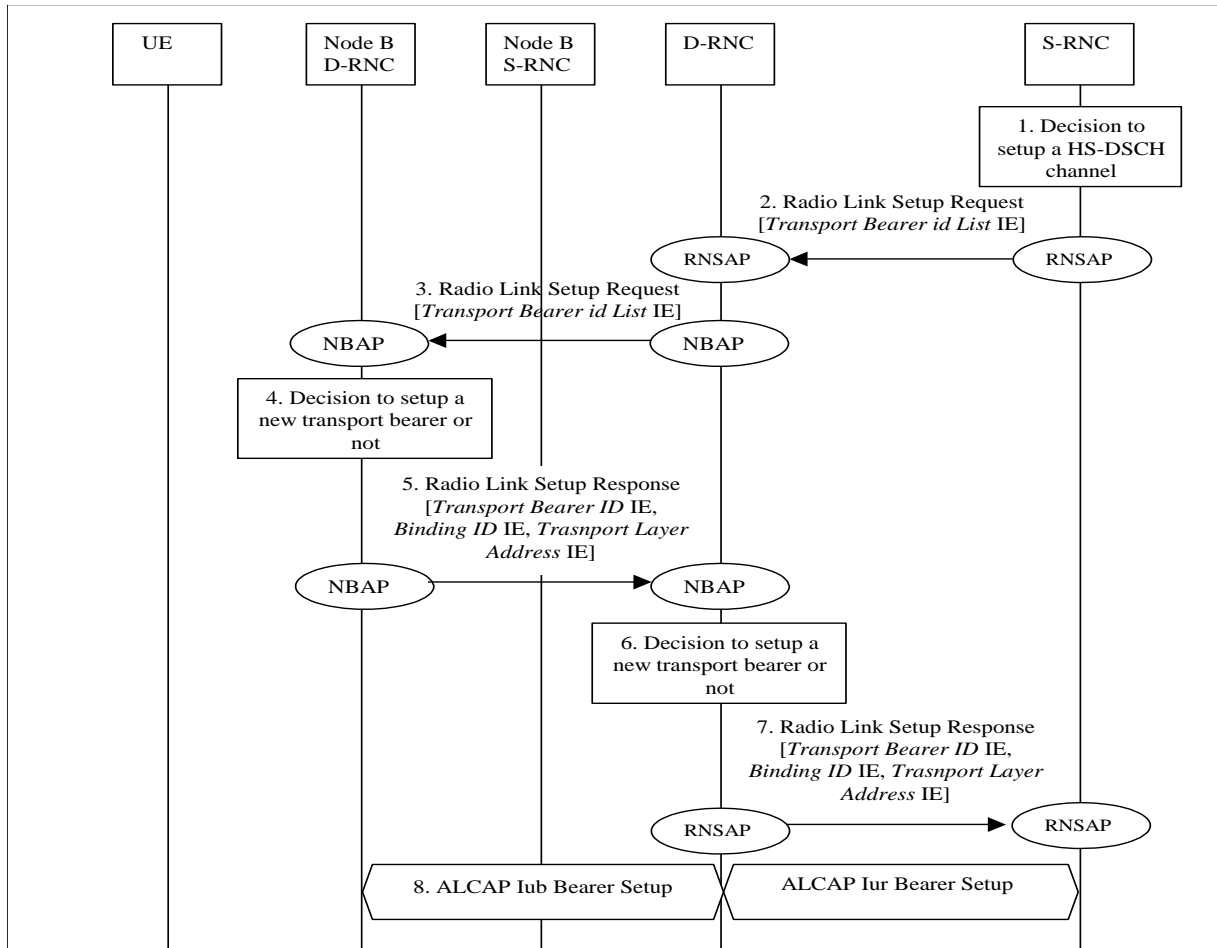 UE
Node B
D-RNC
Node B
S-RNC
D-RNC
S-RNC
1. Decision to
setup a HS-DSCH
channel
2. Radio Link Setup Request
[Transport Bearer id List IE]
RNSAP
RNSAP
3. Radio Link Setup Request
[Transport Bearer id List IE]
NBAP
NBAP
4. Decision to setup a
new transport bearer or
not
5. Radio Link Setup Response
[Transport Bearer ID IE,
Binding ID IE, Trasnport Layer
Address IE]
NBAP
NBAP
6. Decision to setup a
new transport bearer or
not
7. Radio Link Setup Response
[Transport Bearer ID IE,
Binding ID IE, Trasnport Layer
Address IE]
RNSAP
RNSAP
8. ALCAP Iub Bearer Setup
ALCAP Iur Bearer Setup